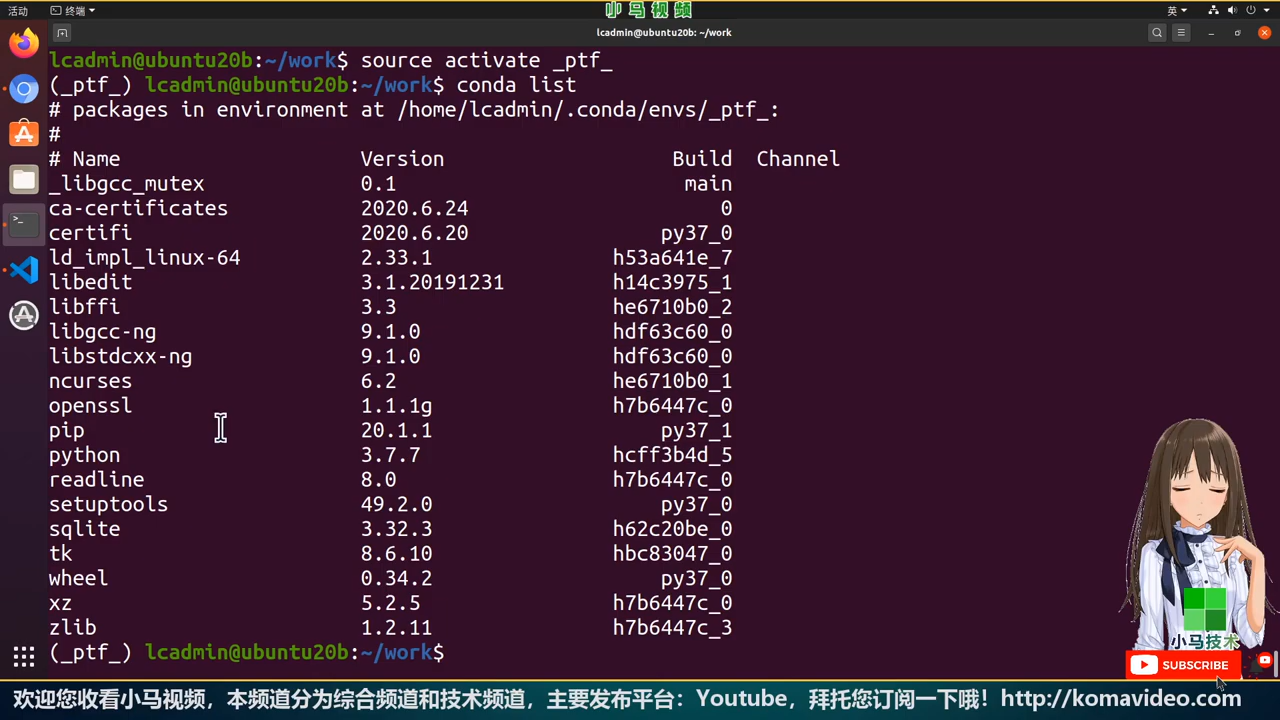 小马视频
活动 终端 英
lcadmin@ubuntu20b: ~/work
lcadmin@ubuntu20b:~/work$ source activate _ptf_
(_ptf_) lcadmin@ubuntu20b:~/work$ conda list
# packages in environment at /home/lcadmin/.conda/envs/_ptf_:
#
# Name Version Build Channel
_libgcc_mutex 0.1 main
ca-certificates 2020.6.24 0
certifi 2020.6.20 py37_0
ld_impl_linux-64 2.33.1 h53a641e_7
libedit 3.1.20191231 h14c3975_1
libffi 3.3 he6710b0_2
libgcc-ng 9.1.0 hdf63c60_0
libstdcxx-ng 9.1.0 hdf63c60_0
ncurses 6.2 he6710b0_1
openssl 1.1.1g h7b6447c_0
pip 20.1.1 py37_1
python 3.7.7 hcff3b4d_5
readline 8.0 h7b6447c_0
setuptools 49.2.0 py37_0
sqlite 3.32.3 h62c20be_0
tk 8.6.10 hbc83047_0
wheel 0.34.2 py37_0
xz 5.2.5 h7b6447c_0
zlib 1.2.11 h7b6447c_3
(_ptf_) lcadmin@ubuntu20b:~/work$
小马技术
SUBSCRIBE
欢迎您收看小马视频，本频道分为综合频道和技术频道，主要发布平台：Youtube，拜托您订阅一下哦！http://komavideo.com